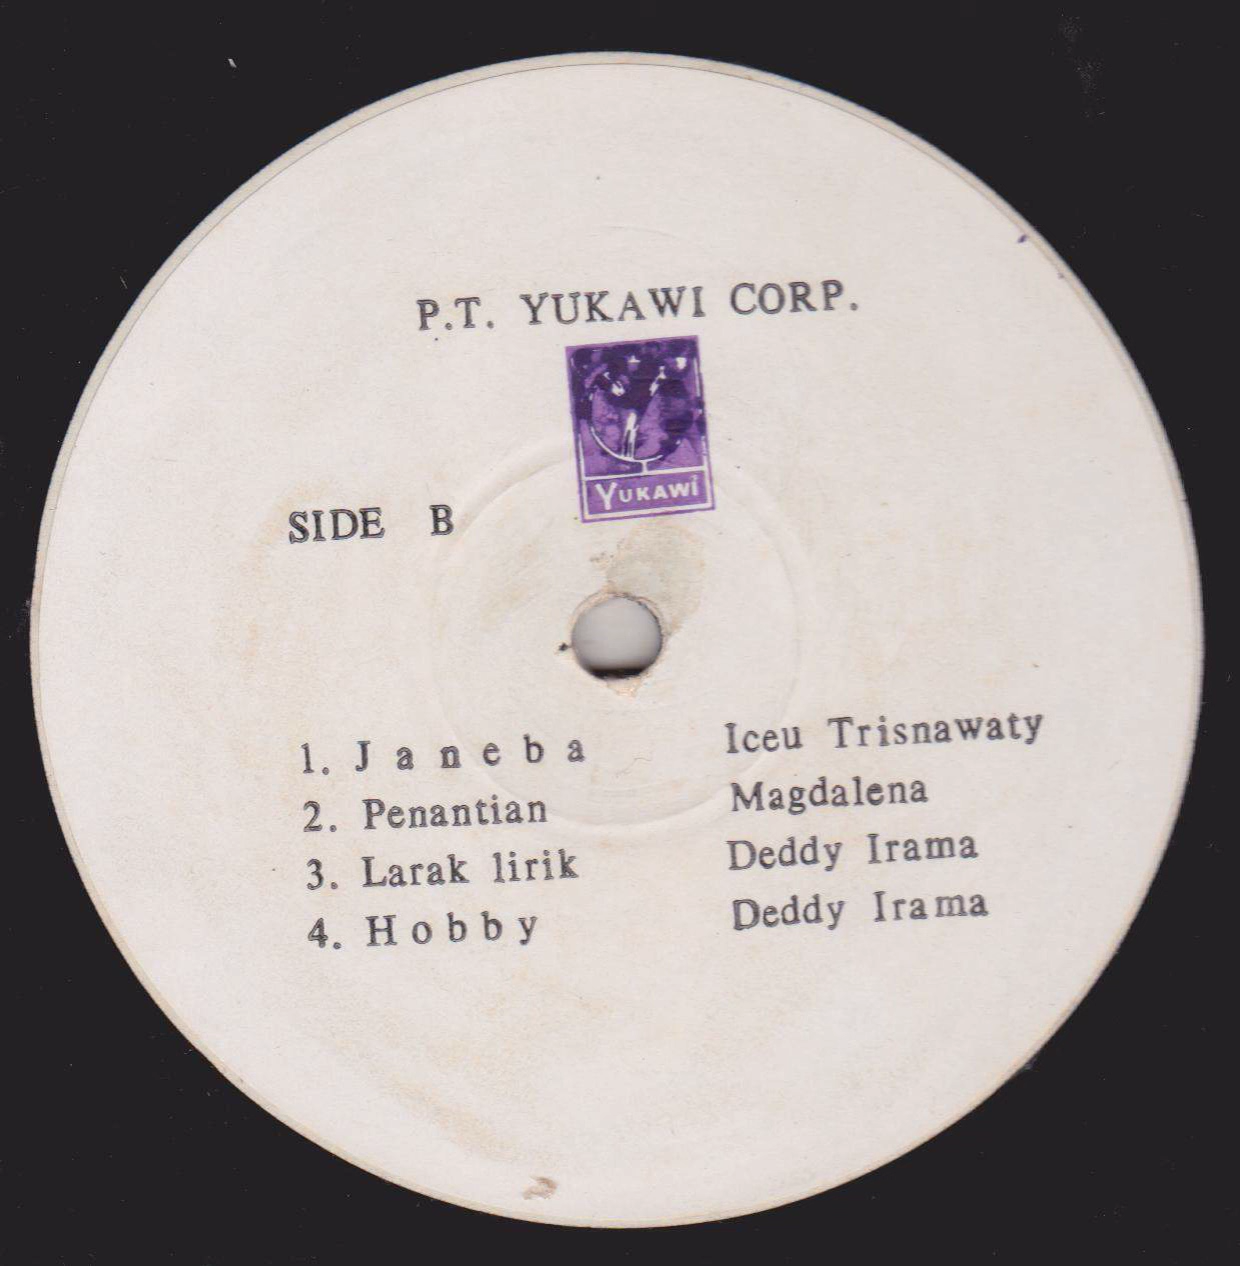 P.T. YUKAWI CORP.
YUKAWI
SIDE B
1. J a n e b a Iceu Trisnawaty
2. Penantian Magdalena
3. Larak lirik Deddy Irama
4. H o b b y Deddy Irama